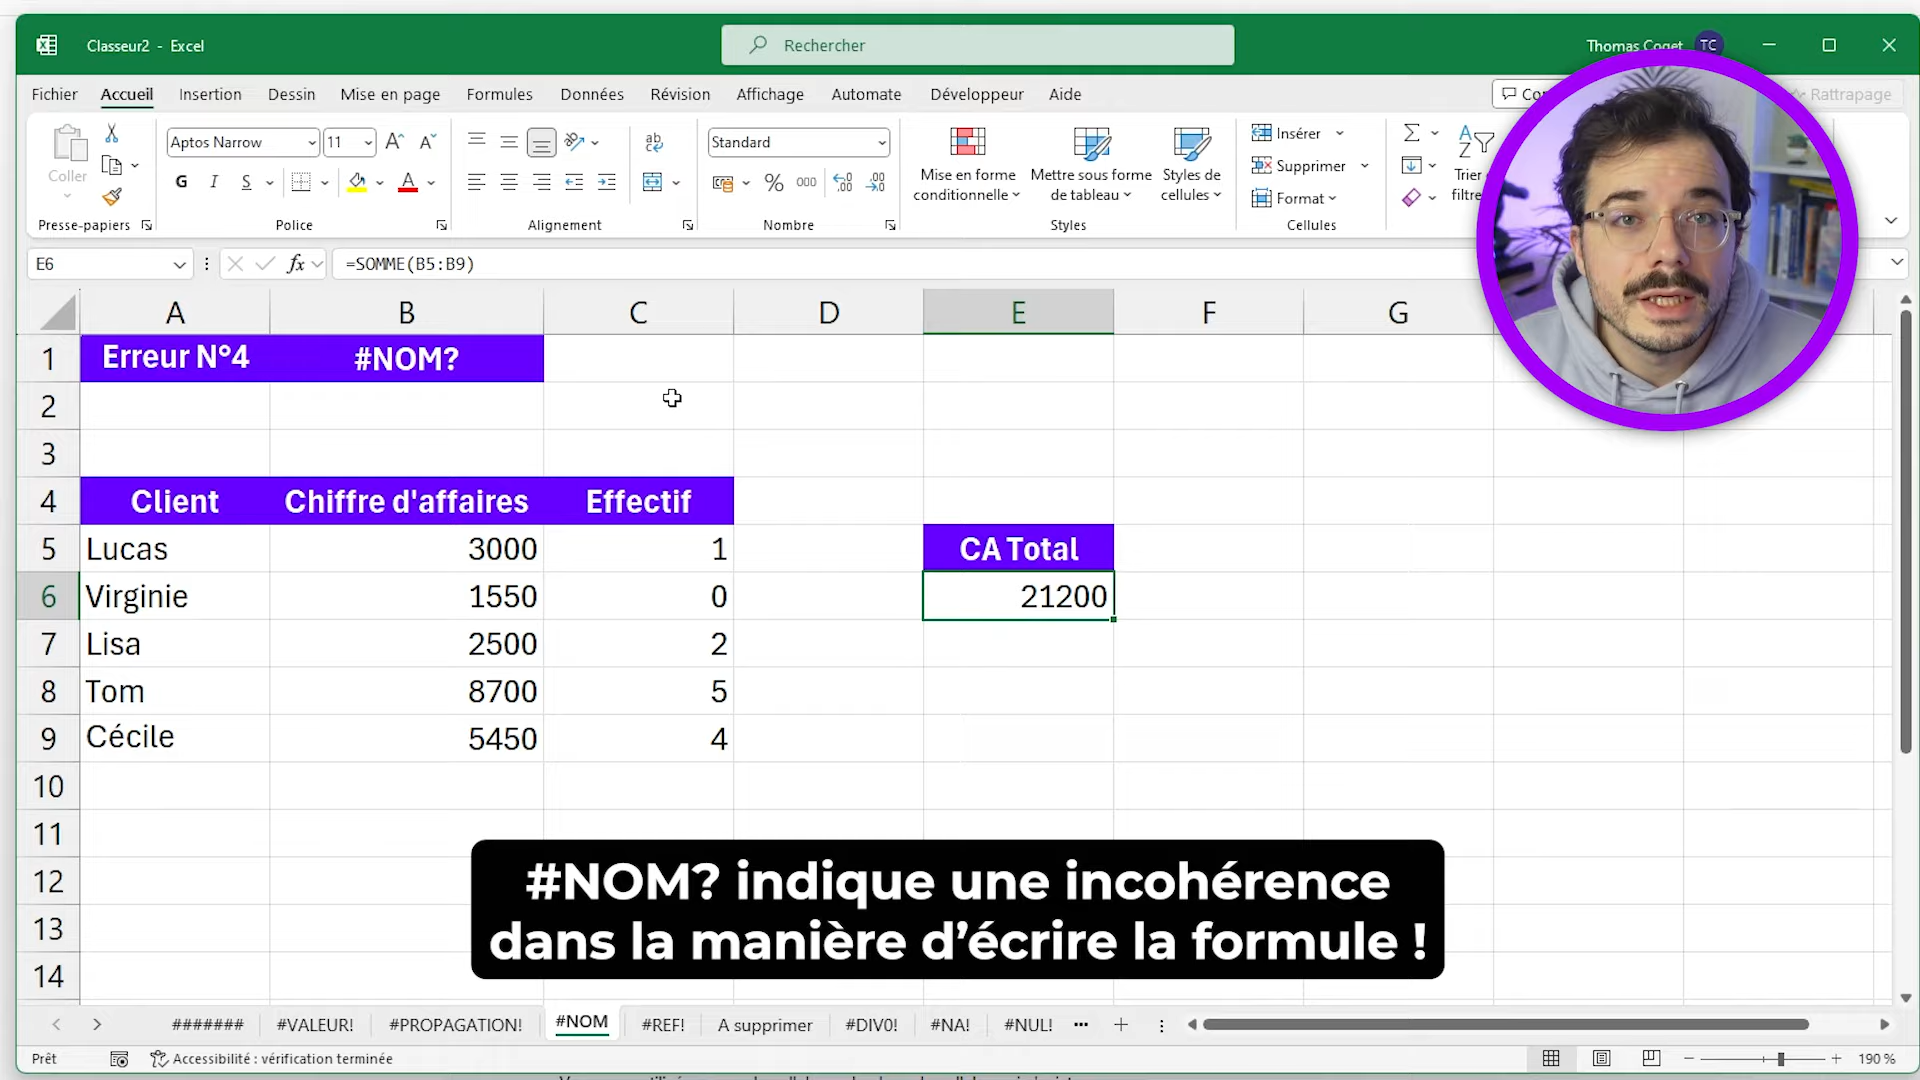 Classeur2 - Excel
Rechercher
Thomas Coget TC
Fichier Accueil Insertion Dessin Mise en page Formules Données Révision Affichage Automate Développeur Aide
Rattrapage
Coller
Presse-papiers
Aptos Narrow 11
G I S
Police
Alignement
Standard
% 000
Nombre
Mise en forme conditionnelle
Mettre sous forme de tableau
Styles de cellules
Styles
Insérer
Supprimer
Format
Cellules
Trier
filtre
E6 fx =SOMME(B5:B9)
A B C D E F G
1 Erreur N°4 #NOM?
2
3
4 Client Chiffre d'affaires Effectif
5 Lucas 3000 1 CA Total
6 Virginie 1550 0 21200
7 Lisa 2500 2
8 Tom 8700 5
9 Cécile 5450 4
10
11
12
13
14
#NOM? indique une incohérence
dans la manière d’écrire la formule !
####### #VALEUR! #PROPAGATION! #NOM #REF! A supprimer #DIV0! #NA! #NUL! ...
Prêt Accessibilité : vérification terminée 190 %